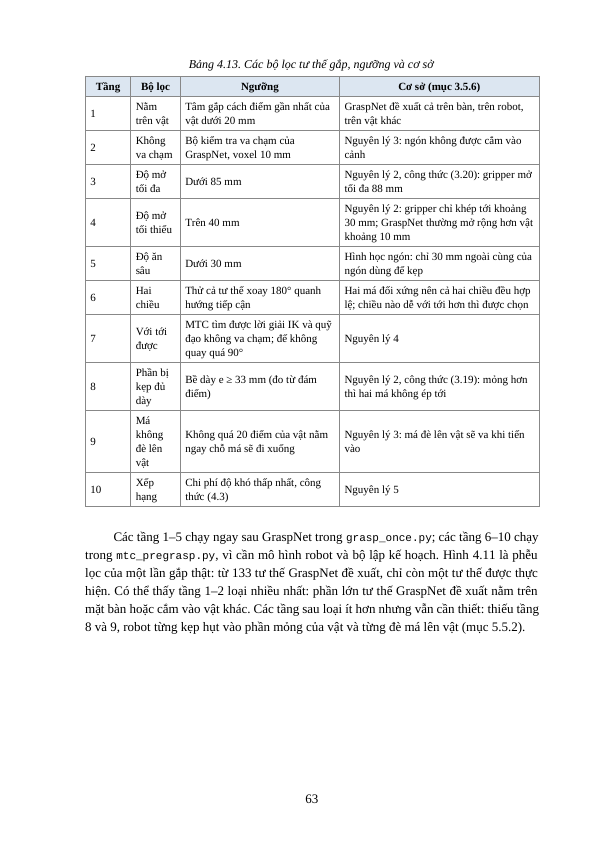 Bảng 4.13. Các bộ lọc tư thế gắp, ngưỡng và cơ sở
Tầng Bộ lọc Ngưỡng Cơ sở (mục 3.5.6)
1 Nằm trên vật Tâm gắp cách điểm gần nhất của vật dưới 20 mm GraspNet đề xuất cả trên bàn, trên robot, trên vật khác
2 Không va chạm Bộ kiểm tra va chạm của GraspNet, voxel 10 mm Nguyên lý 3: ngón không được cắm vào cảnh
3 Độ mở tối đa Dưới 85 mm Nguyên lý 2, công thức (3.20): gripper mở tối đa 88 mm
4 Độ mở tối thiểu Trên 40 mm Nguyên lý 2: gripper chỉ khép tới khoảng 30 mm; GraspNet thường mở rộng hơn vật khoảng 10 mm
5 Độ ăn sâu Dưới 30 mm Hình học ngón: chỉ 30 mm ngoài cùng của ngón dùng để kẹp
6 Hai chiều Thử cả tư thế xoay 180° quanh hướng tiếp cận Hai má đối xứng nên cả hai chiều đều hợp lệ; chiều nào dễ với tới hơn thì được chọn
7 Với tới được MTC tìm được lời giải IK và quỹ đạo không va chạm; đế không quay quá 90° Nguyên lý 4
8 Phần bị kẹp đủ dày Bề dày e ≥ 33 mm (đo từ đám điểm) Nguyên lý 2, công thức (3.19): mỏng hơn thì hai má không ép tới
9 Má không đè lên vật Không quá 20 điểm của vật nằm ngay chỗ má sẽ đi xuống Nguyên lý 3: má đè lên vật sẽ va khi tiến vào
10 Xếp hạng Chi phí độ khó thấp nhất, công thức (4.3) Nguyên lý 5
Các tầng 1–5 chạy ngay sau GraspNet trong grasp_once.py; các tầng 6–10 chạy
trong mtc_pregrasp.py, vì cần mô hình robot và bộ lập kế hoạch. Hình 4.11 là phễu
lọc của một lần gắp thật: từ 133 tư thế GraspNet đề xuất, chỉ còn một tư thế được thực
hiện. Có thể thấy tầng 1–2 loại nhiều nhất: phần lớn tư thế GraspNet đề xuất nằm trên
mặt bàn hoặc cắm vào vật khác. Các tầng sau loại ít hơn nhưng vẫn cần thiết: thiếu tầng
8 và 9, robot từng kẹp hụt vào phần mỏng của vật và từng đè má lên vật (mục 5.5.2).
63